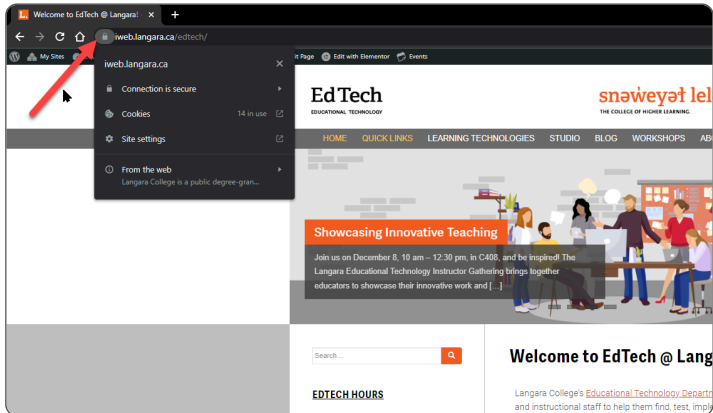 Welcome to EdTech @ Langara!
iweb.langara.ca/edtech/
My Sites
it Page
Edit with Elementor
Events
iweb.langara.ca
Connection is secure
Cookies
14 in use
Site settings
From the web
Langara College is a public degree-gran...
EdTech
EDUCATIONAL TECHNOLOGY
snəw̓eyəɬ lel
THE COLLEGE OF HIGHER LEARNING.
HOME QUICK LINKS LEARNING TECHNOLOGIES STUDIO BLOG WORKSHOPS AB
Showcasing Innovative Teaching
Join us on December 8, 10 am – 12:30 pm, in C408, and be inspired! The
Langara Educational Technology Instructor Gathering brings together
educators to showcase their innovative work and […]
Search...
Welcome to EdTech @ Lang
EDTECH HOURS
Langara College's Educational Technology Departm
and instructional staff to help them find, test, imple